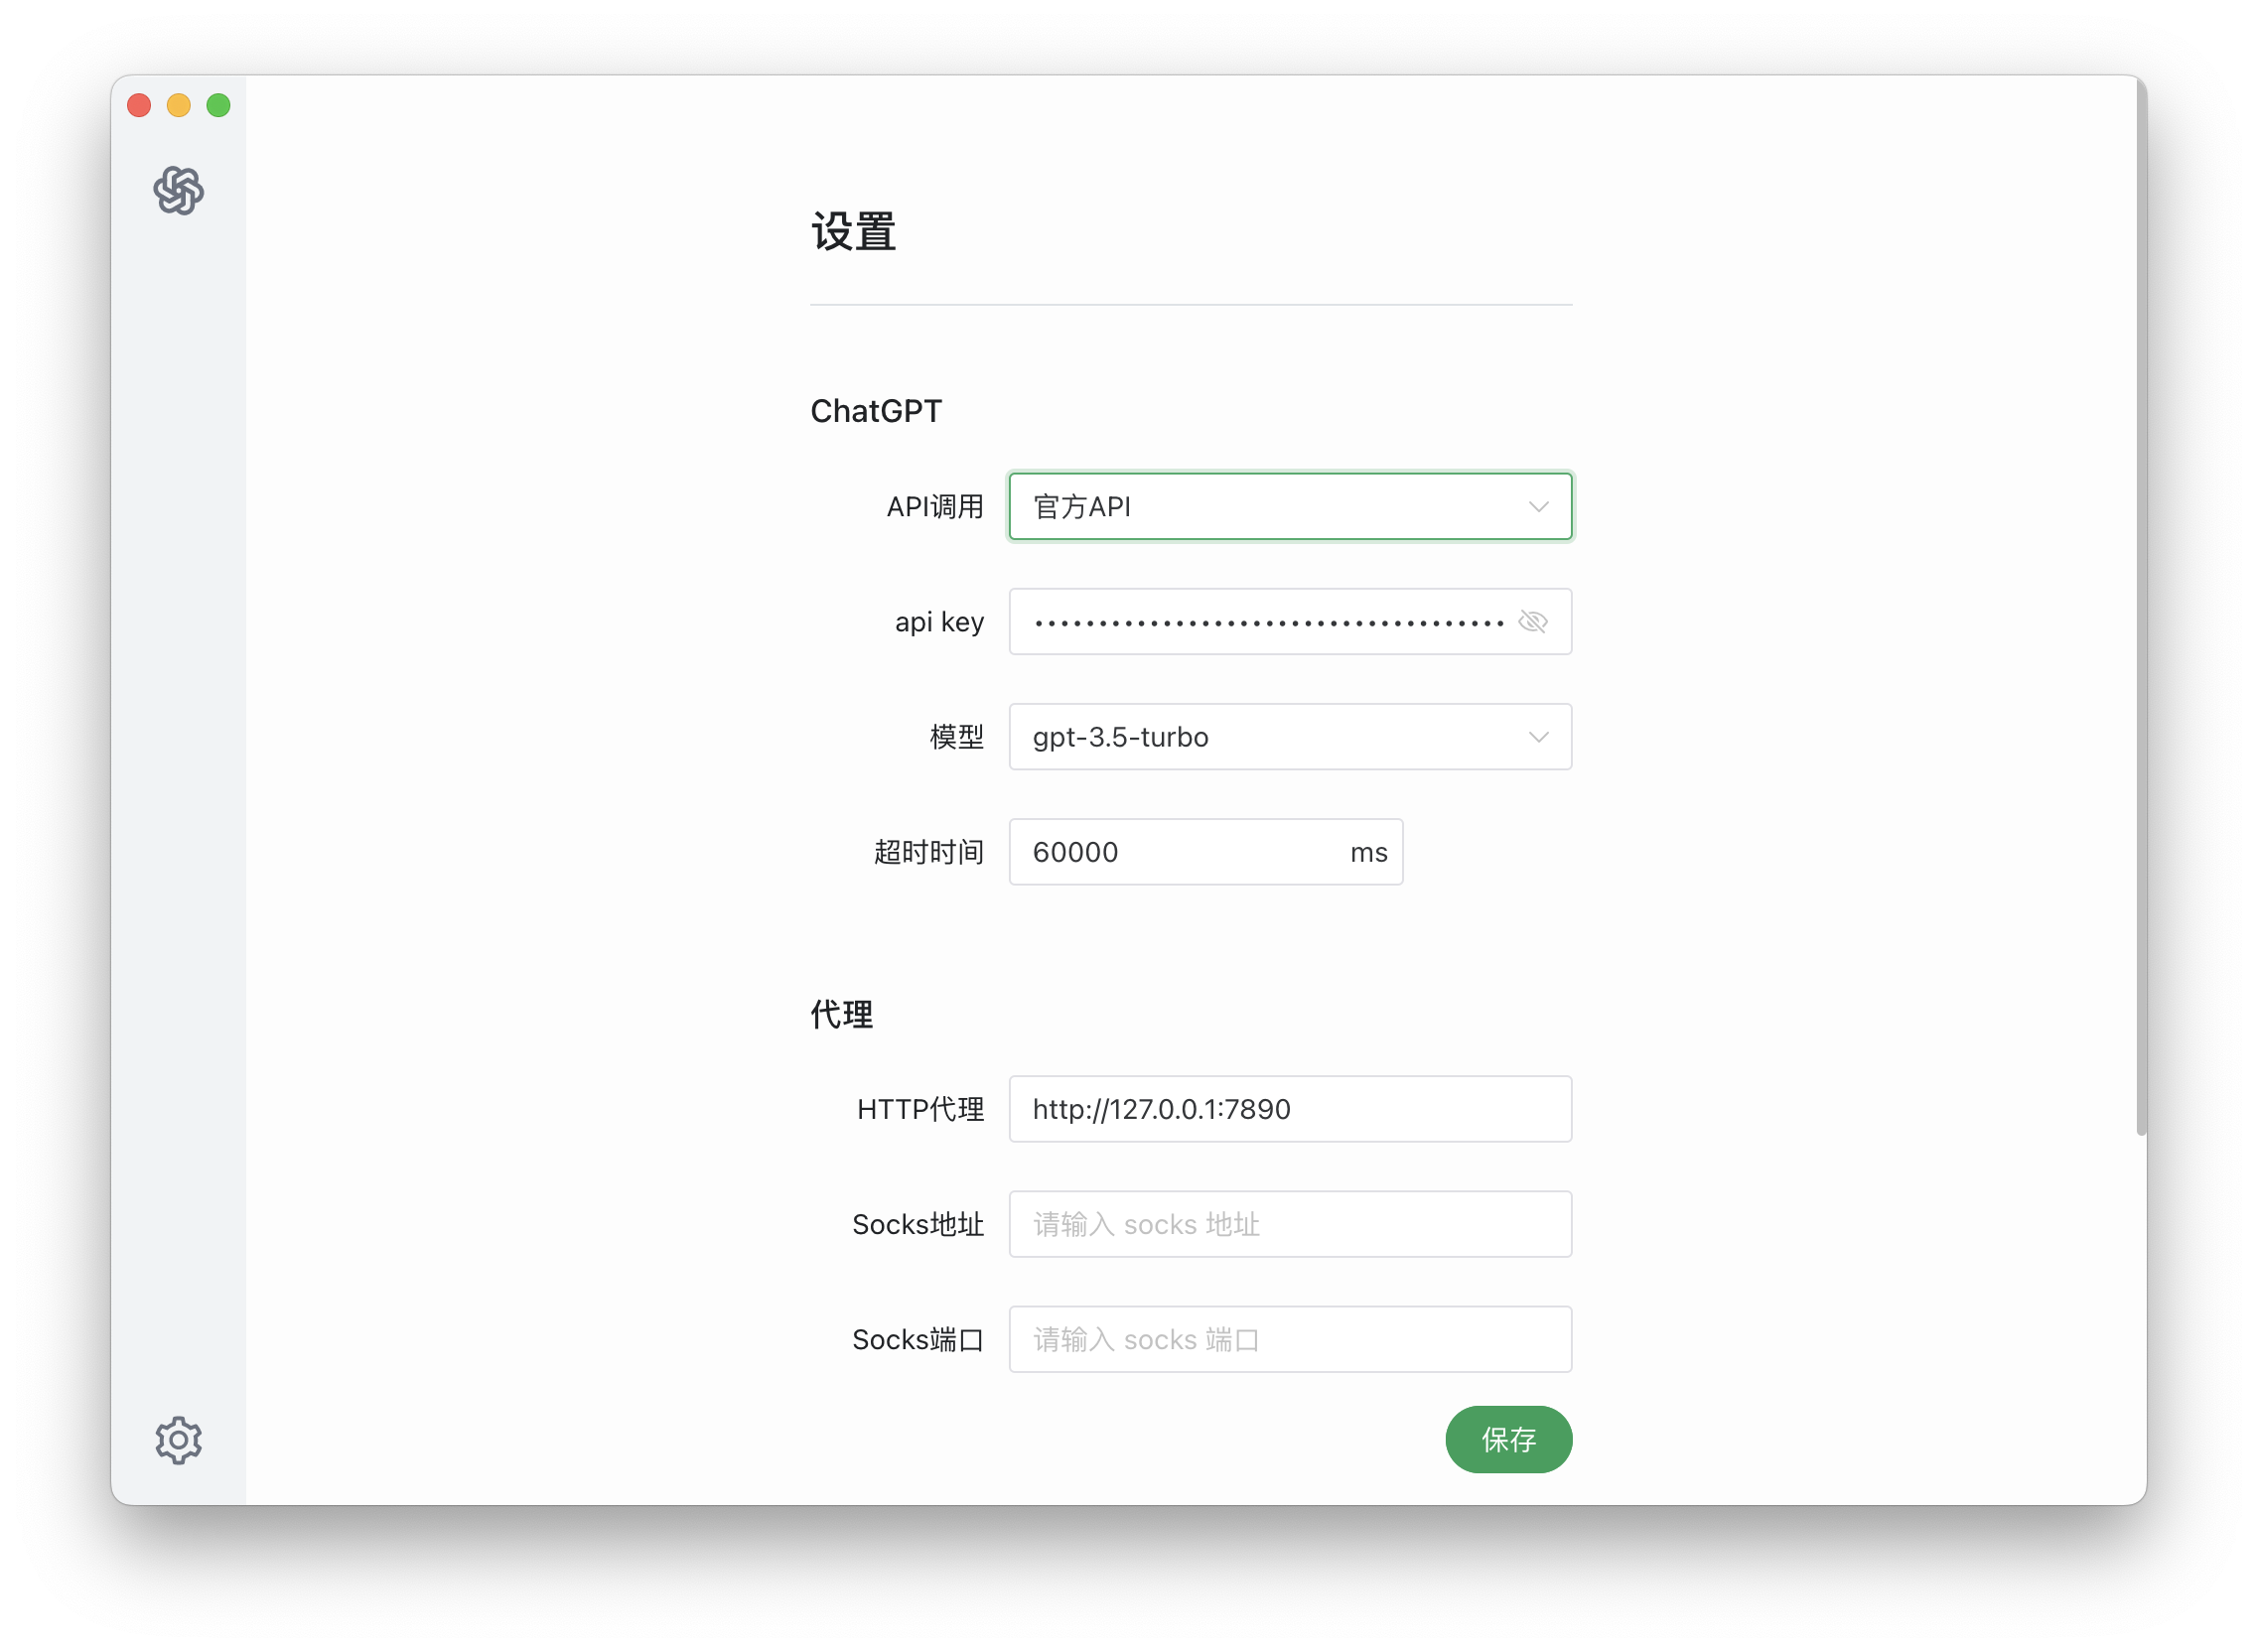 设置
ChatGPT
API调用 官方API
api key ••••••••••••••••••••••••••••••••••••• 
模型 gpt-3.5-turbo
超时时间 60000 ms
代理
HTTP代理 http://127.0.0.1:7890
Socks地址 请输入 socks 地址
Socks端口 请输入 socks 端口
保存